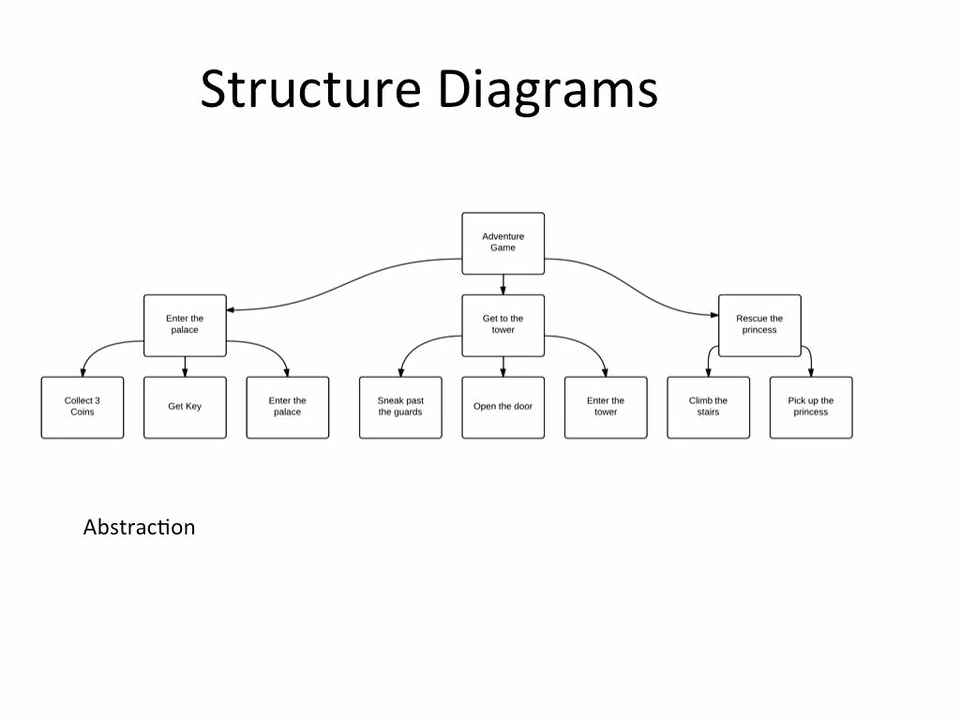 Structure Diagrams
Adventure
Game
Enter the
palace
Get to the
tower
Rescue the
princess
Collect 3
Coins
Get Key
Enter the
palace
Sneak past
the guards
Open the door
Enter the
tower
Climb the
stairs
Pick up the
princess
Abstraction